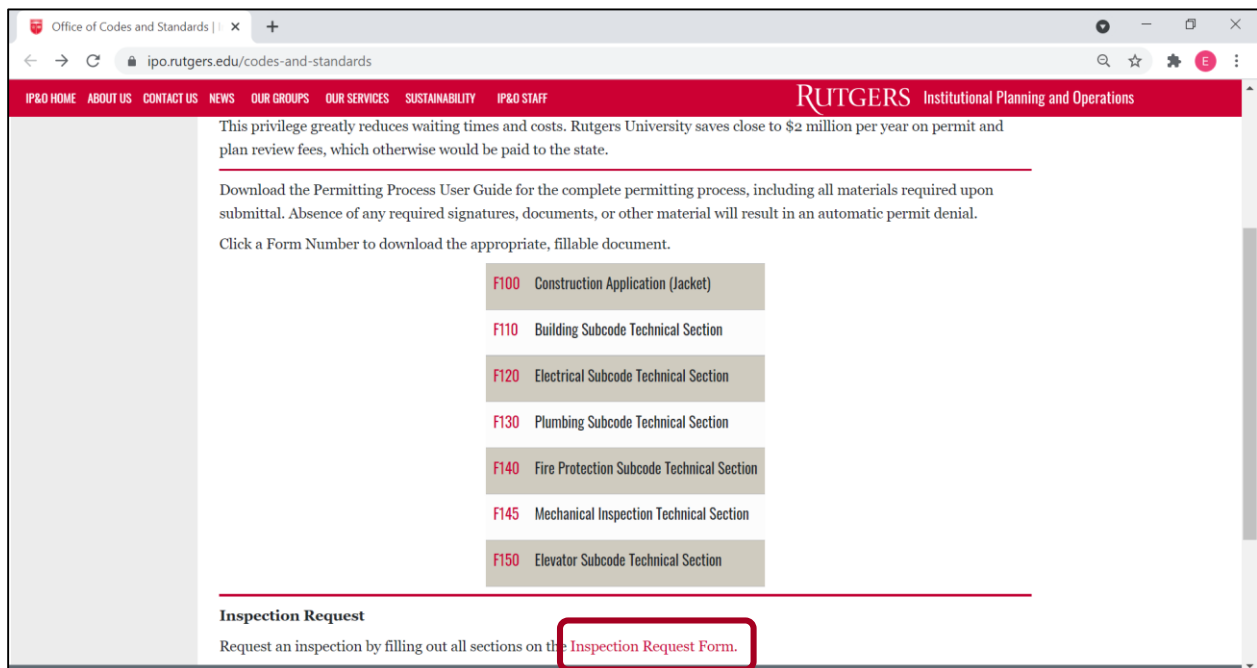 Office of Codes and Standards | I
ipo.rutgers.edu/codes-and-standards
E
IP&O HOME ABOUT US CONTACT US NEWS OUR GROUPS OUR SERVICES SUSTAINABILITY IP&O STAFF RUTGERS Institutional Planning and Operations
This privilege greatly reduces waiting times and costs. Rutgers University saves close to $2 million per year on permit and
plan review fees, which otherwise would be paid to the state.
Download the Permitting Process User Guide for the complete permitting process, including all materials required upon
submittal. Absence of any required signatures, documents, or other material will result in an automatic permit denial.
Click a Form Number to download the appropriate, fillable document.
F100 Construction Application (Jacket)
F110 Building Subcode Technical Section
F120 Electrical Subcode Technical Section
F130 Plumbing Subcode Technical Section
F140 Fire Protection Subcode Technical Section
F145 Mechanical Inspection Technical Section
F150 Elevator Subcode Technical Section
Inspection Request
Request an inspection by filling out all sections on the Inspection Request Form.